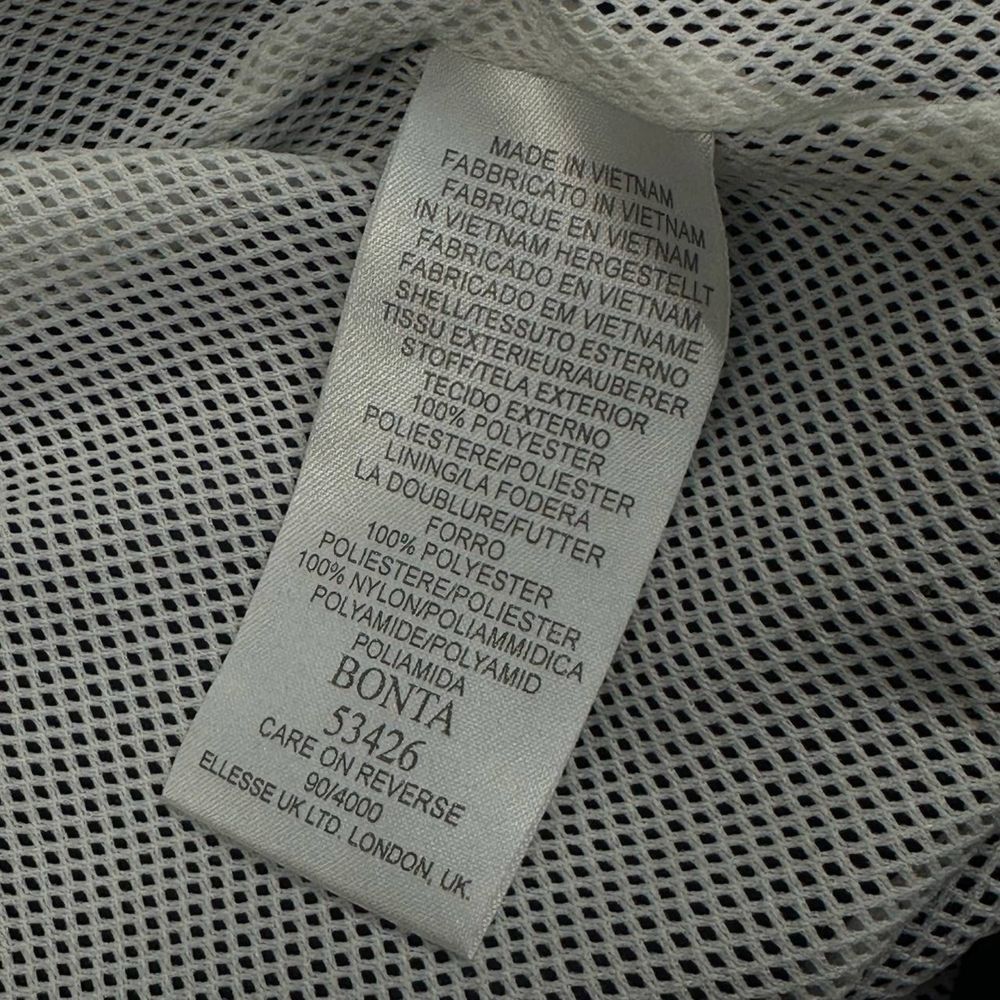 MADE IN VIETNAM
FABBRICATO IN VIETNAM
FABRIQUE EN VIETNAM
IN VIETNAM HERGESTELLT
FABRICADO EN VIETNAM
FABRICADO EM VIETNAME
SHELL/TESSUTO ESTERNO
TISSU EXTERIEUR/AUBERER
STOFF/TELA EXTERIOR
TECIDO EXTERNO
100% POLYESTER
POLIESTERE/POLIESTER
LINING/LA FODERA
LA DOUBLURE/FUTTER
FORRO
100% POLYESTER
POLIESTERE/POLIESTER
100% NYLON/POLIAMMIDICA
POLYAMIDE/POLYAMID
POLIAMIDA
BONTA
53426
CARE ON REVERSE
90/4000
ELLESSE UK LTD. LONDON, UK.